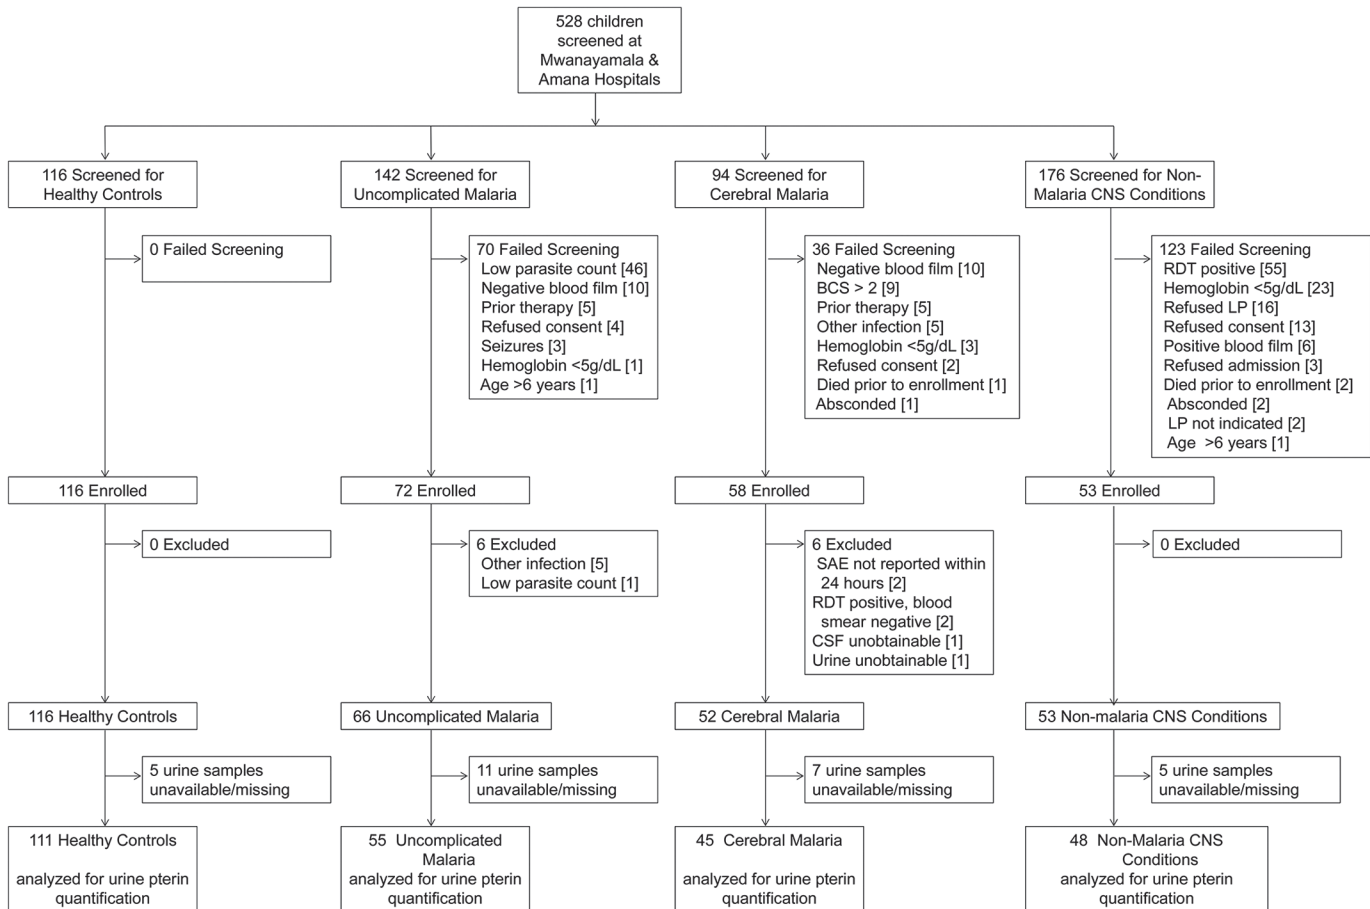 528 children
screened at
Mwanayamala &
Amana Hospitals
116 Screened for
Healthy Controls
142 Screened for
Uncomplicated Malaria
94 Screened for
Cerebral Malaria
176 Screened for Non-
Malaria CNS Conditions
0 Failed Screening
70 Failed Screening
Low parasite count [46]
Negative blood film [10]
Prior therapy [5]
Refused consent [4]
Seizures [3]
Hemoglobin <5g/dL [1]
Age >6 years [1]
36 Failed Screening
Negative blood film [10]
BCS > 2 [9]
Prior therapy [5]
Other infection [5]
Hemoglobin <5g/dL [3]
Refused consent [2]
Died prior to enrollment [1]
Absconded [1]
123 Failed Screening
RDT positive [55]
Hemoglobin <5g/dL [23]
Refused LP [16]
Refused consent [13]
Positive blood film [6]
Refused admission [3]
Died prior to enrollment [2]
Absconded [2]
LP not indicated [2]
Age >6 years [1]
116 Enrolled
72 Enrolled
58 Enrolled
53 Enrolled
0 Excluded
6 Excluded
Other infection [5]
Low parasite count [1]
6 Excluded
SAE not reported within
24 hours [2]
RDT positive, blood
smear negative [2]
CSF unobtainable [1]
Urine unobtainable [1]
0 Excluded
116 Healthy Controls
66 Uncomplicated Malaria
52 Cerebral Malaria
53 Non-malaria CNS Conditions
5 urine samples
unavailable/missing
11 urine samples
unavailable/missing
7 urine samples
unavailable/missing
5 urine samples
unavailable/missing
111 Healthy Controls
analyzed for urine pterin
quantification
55 Uncomplicated
Malaria
analyzed for urine pterin
quantification
45 Cerebral Malaria
analyzed for urine pterin
quantification
48 Non-Malaria CNS
Conditions
analyzed for urine pterin
quantification